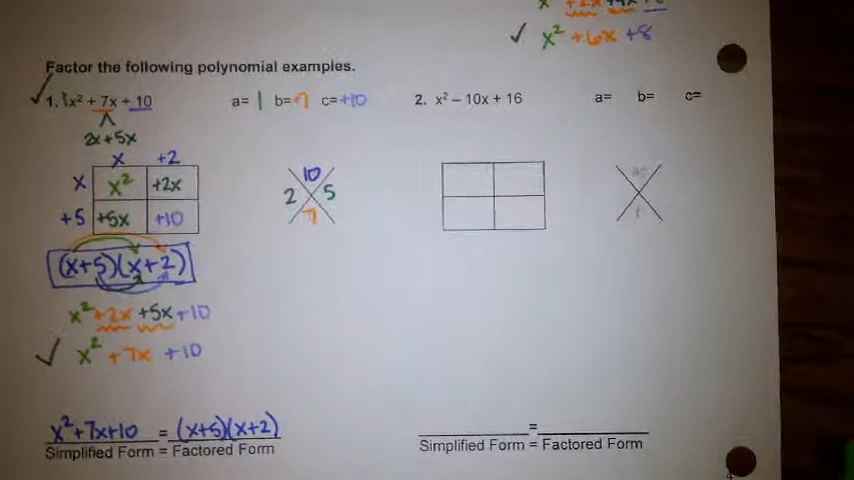 x² +6x +8
Factor the following polynomial examples.
1. 1x² + 7x + 10
a= 1 b=+7 c=+10
2x+5x
x +2
x x² +2x
+5 +5x +10
10
2 5
7
(x+5)(x+2)
x² +2x +5x +10
x² +7x +10
x²+7x+10 = (x+5)(x+2)
Simplified Form = Factored Form
2. x² – 10x + 16
a= b= c=
=
Simplified Form = Factored Form